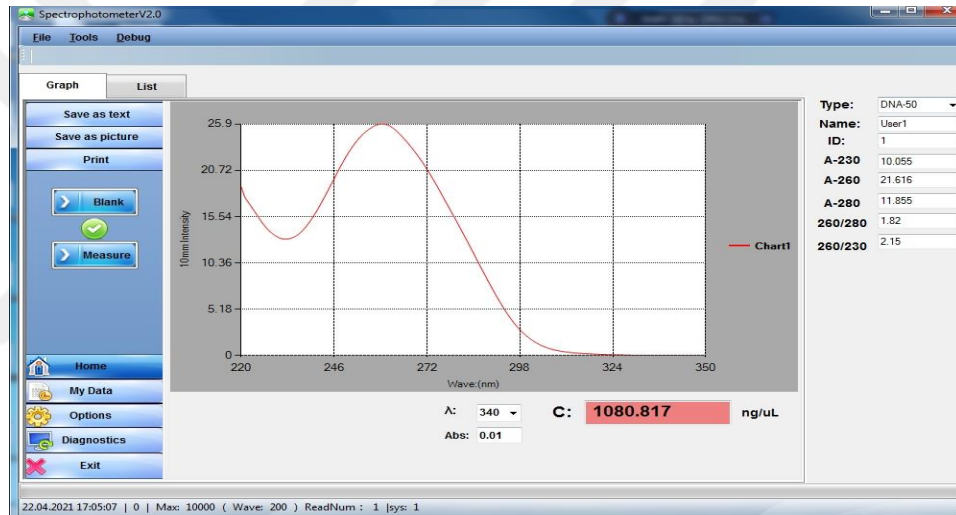 SpectrophotometerV2.0
File Tools Debug
Graph List
Save as text
Save as picture
Print
Blank
Measure
Home
My Data
Options
Diagnostics
Exit
10mm Intensity
25.9
20.72
15.54
10.36
5.18
0
220 246 272 298 324 350
Wave:(nm)
Chart1
λ: 340
Abs: 0.01
C: 1080.817 ng/uL
Type: DNA-50
Name: User1
ID: 1
A-230 10.055
A-260 21.616
A-280 11.855
260/280 1.82
260/230 2.15
22.04.2021 17:05:07 | 0 | Max: 10000 ( Wave: 200 ) ReadNum : 1 |sys: 1